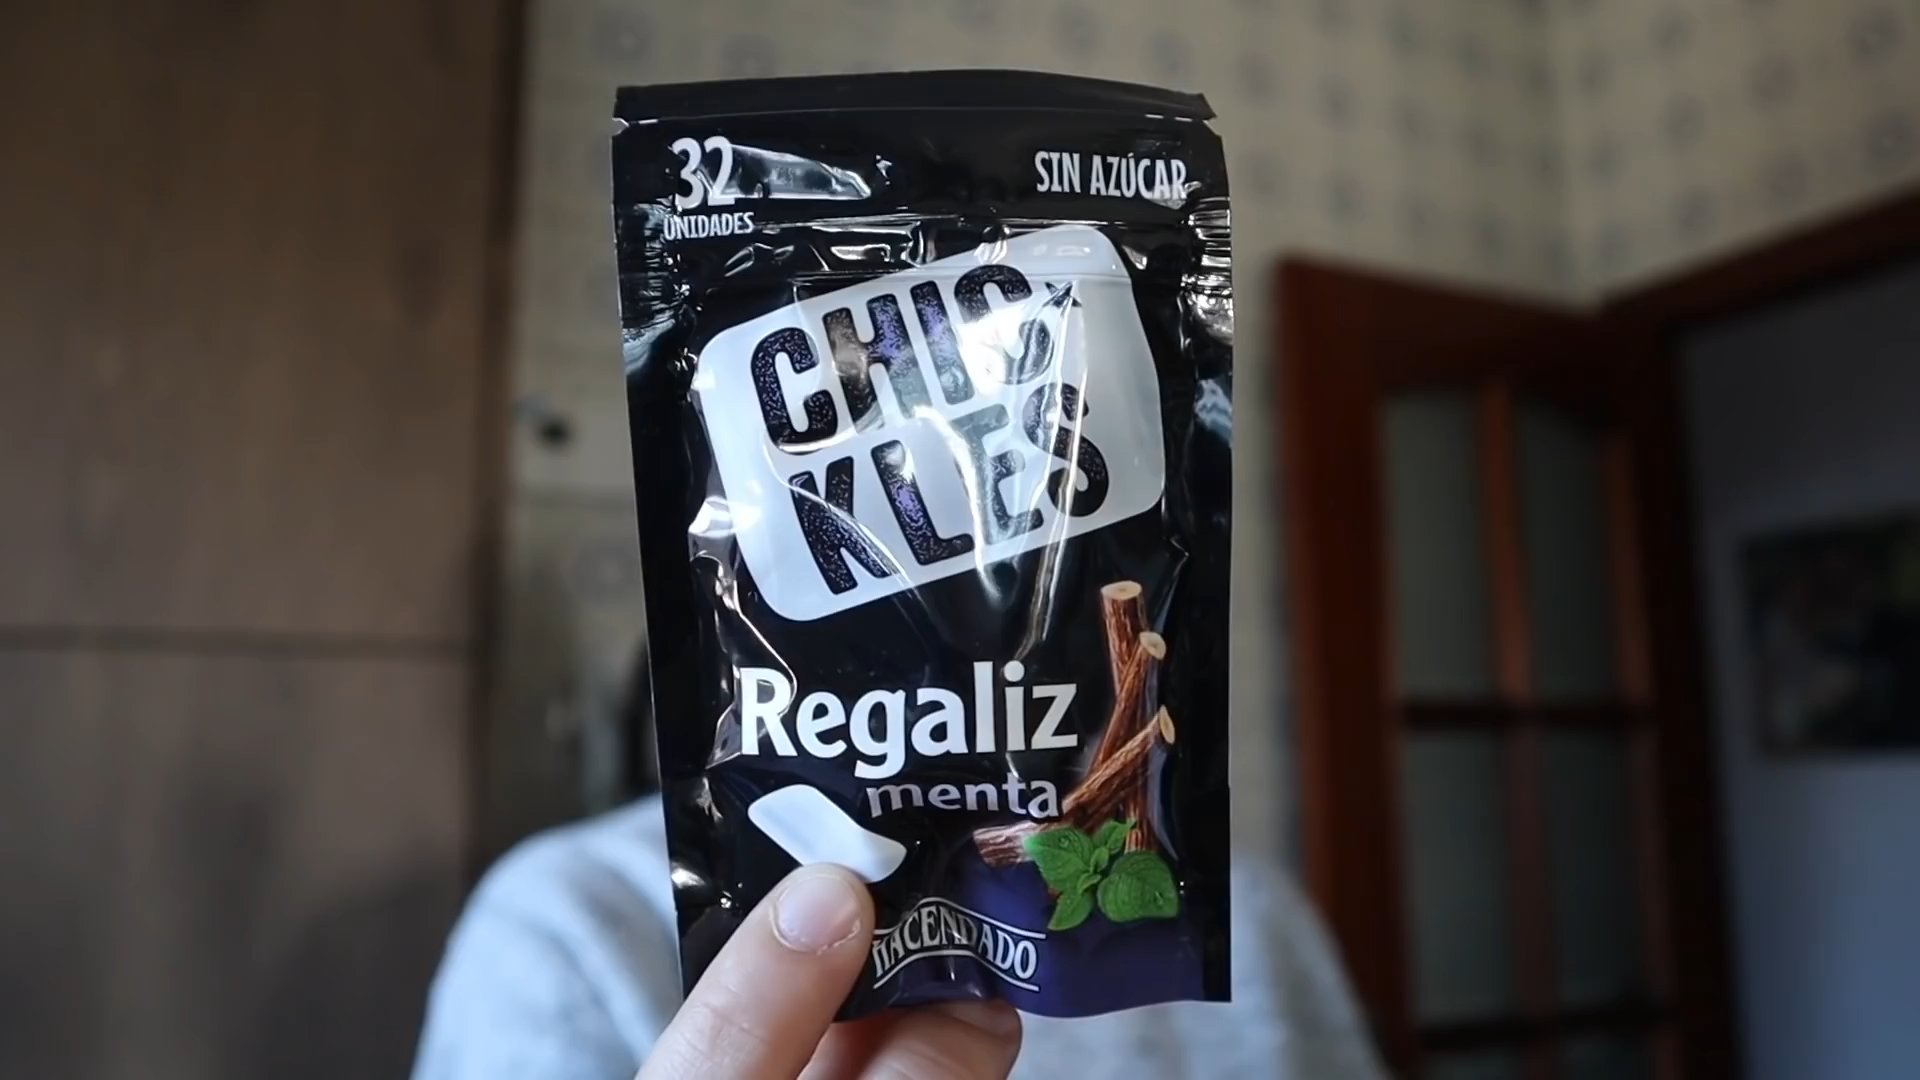 32
UNIDADES
SIN AZÚCAR
CHIC
KLES
Regaliz
menta
HACENDADO